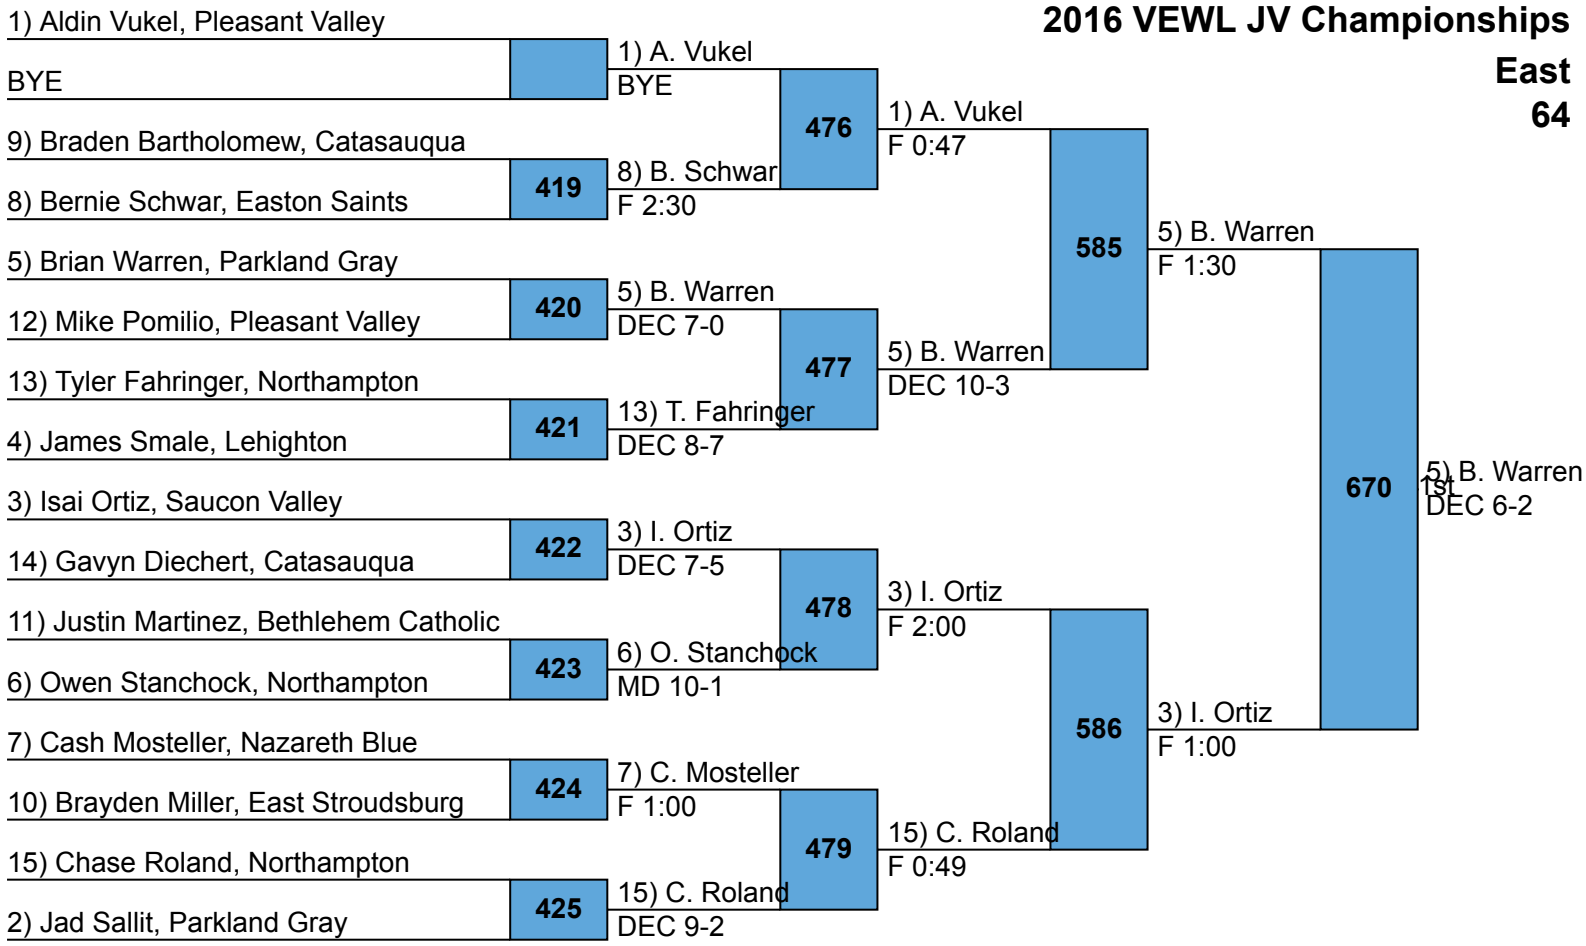 2016 VEWL JV Championships
East
64
1) Aldin Vukel, Pleasant Valley
BYE
9) Braden Bartholomew, Catasauqua
8) Bernie Schwar, Easton Saints
5) Brian Warren, Parkland Gray
12) Mike Pomilio, Pleasant Valley
13) Tyler Fahringer, Northampton
4) James Smale, Lehighton
3) Isai Ortiz, Saucon Valley
14) Gavyn Diechert, Catasauqua
11) Justin Martinez, Bethlehem Catholic
6) Owen Stanchock, Northampton
7) Cash Mosteller, Nazareth Blue
10) Brayden Miller, East Stroudsburg
15) Chase Roland, Northampton
2) Jad Sallit, Parkland Gray
419
420
421
422
423
424
425
1) A. Vukel
BYE
8) B. Schwar
F 2:30
5) B. Warren
DEC 7-0
13) T. Fahringer
DEC 8-7
3) I. Ortiz
DEC 7-5
6) O. Stanchock
MD 10-1
7) C. Mosteller
F 1:00
15) C. Roland
DEC 9-2
476
477
478
479
1) A. Vukel
F 0:47
5) B. Warren
DEC 10-3
3) I. Ortiz
F 2:00
15) C. Roland
F 0:49
585
586
5) B. Warren
F 1:30
3) I. Ortiz
F 1:00
670
5) B. Warren
1st
DEC 6-2